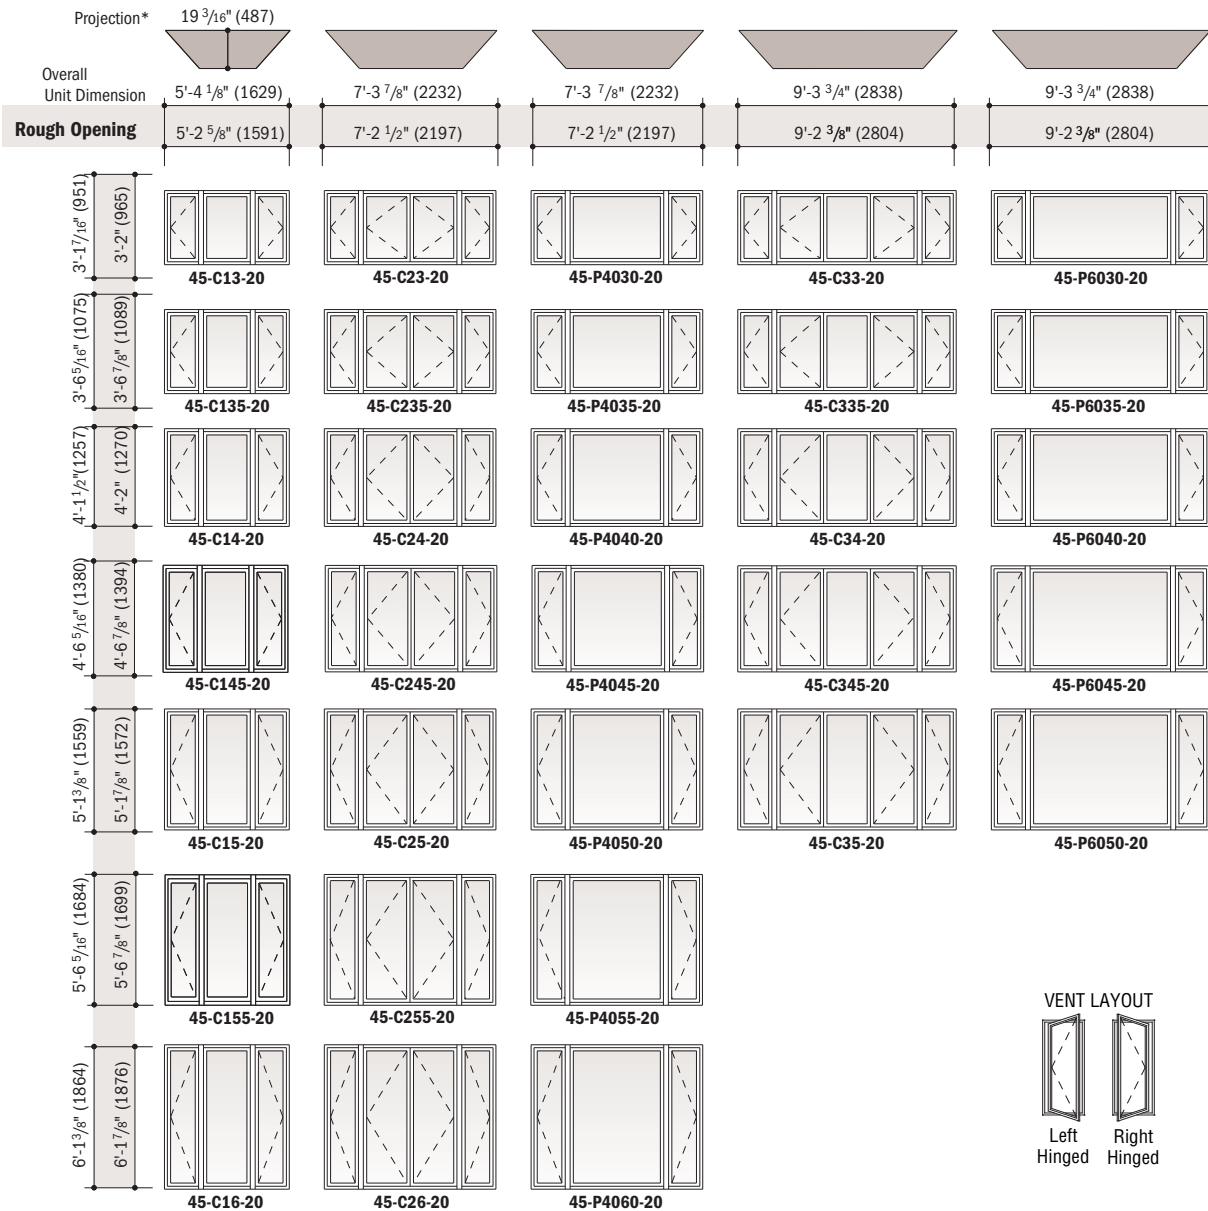 Projection* 19 3/16" (487)
Overall
Unit Dimension 5'-4 1/8" (1629) 7'-3 7/8" (2232) 7'-3 7/8" (2232) 9'-3 3/4" (2838) 9'-3 3/4" (2838)
Rough Opening 5'-2 5/8" (1591) 7'-2 1/2" (2197) 7'-2 1/2" (2197) 9'-2 3/8" (2804) 9'-2 3/8" (2804)
3'-1 7/16" (951) 3'-2" (965)
45-C13-20 45-C23-20 45-P4030-20 45-C33-20 45-P6030-20
3'-6 5/16" (1075) 3'-6 7/8" (1089)
45-C135-20 45-C235-20 45-P4035-20 45-C335-20 45-P6035-20
4'-1 1/2" (1257) 4'-2" (1270)
45-C14-20 45-C24-20 45-P4040-20 45-C34-20 45-P6040-20
4'-6 5/16" (1380) 4'-6 7/8" (1394)
45-C145-20 45-C245-20 45-P4045-20 45-C345-20 45-P6045-20
5'-1 3/8" (1559) 5'-1 7/8" (1572)
45-C15-20 45-C25-20 45-P4050-20 45-C35-20 45-P6050-20
5'-6 5/16" (1684) 5'-6 7/8" (1699)
45-C155-20 45-C255-20 45-P4055-20
6'-1 3/8" (1864) 6'-1 7/8" (1876)
45-C16-20 45-C26-20 45-P4060-20
VENT LAYOUT
Left Right
Hinged Hinged